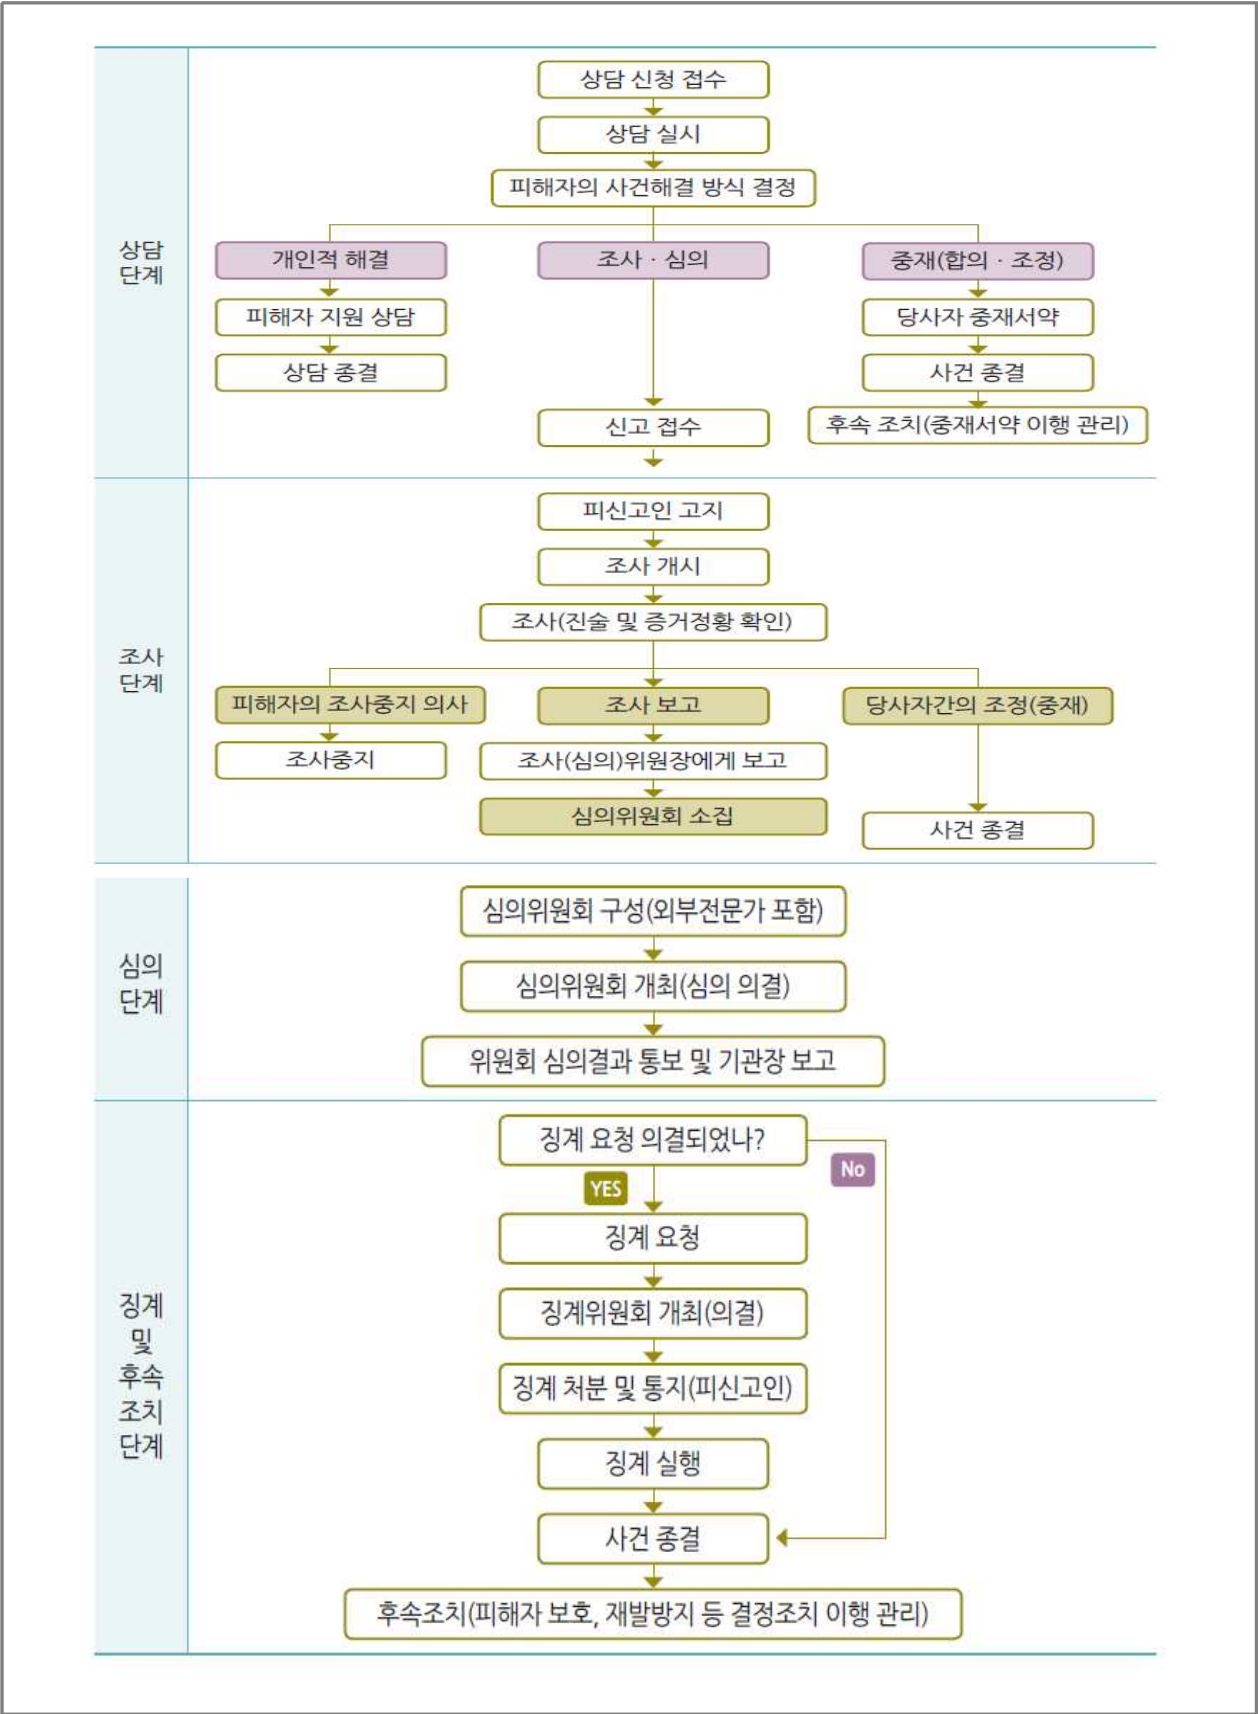 상담
단계
상담 신청 접수
상담 실시
피해자의 사건해결 방식 결정
개인적 해결
조사 · 심의
중재(합의 · 조정)
피해자 지원 상담
당사자 중재서약
상담 종결
사건 종결
신고 접수
후속 조치(중재서약 이행 관리)
조사
단계
피신고인 고지
조사 개시
조사(진술 및 증거정황 확인)
피해자의 조사중지 의사
조사 보고
당사자간의 조정(중재)
조사중지
조사(심의)위원장에게 보고
심의위원회 소집
사건 종결
심의
단계
심의위원회 구성(외부전문가 포함)
심의위원회 개최(심의 의결)
위원회 심의결과 통보 및 기관장 보고
징계
및
후속
조치
단계
징계 요청 의결되었나?
No
YES
징계 요청
징계위원회 개최(의결)
징계 처분 및 통지(피신고인)
징계 실행
사건 종결
후속조치(피해자 보호, 재발방지 등 결정조치 이행 관리)